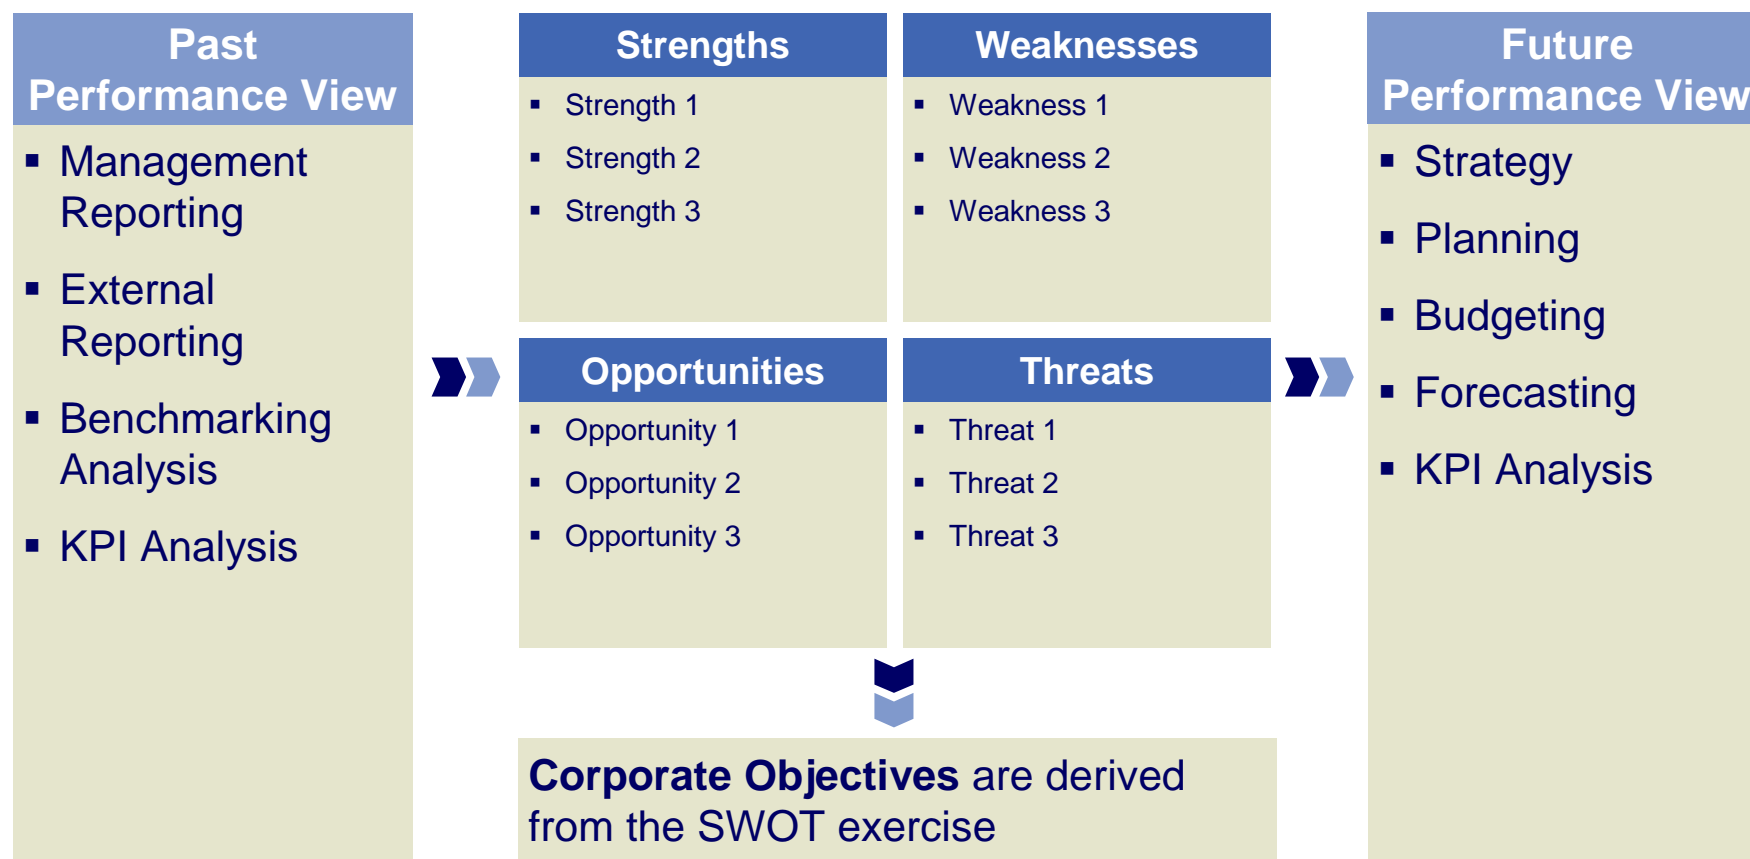 Past
Performance View
Management
Reporting
External
Reporting
Benchmarking
Analysis
KPI Analysis
Strengths
Strength 1
Strength 2
Strength 3
Weaknesses
Weakness 1
Weakness 2
Weakness 3
Opportunities
Opportunity 1
Opportunity 2
Opportunity 3
Threats
Threat 1
Threat 2
Threat 3
Corporate Objectives are derived
from the SWOT exercise
Future
Performance View
Strategy
Planning
Budgeting
Forecasting
KPI Analysis